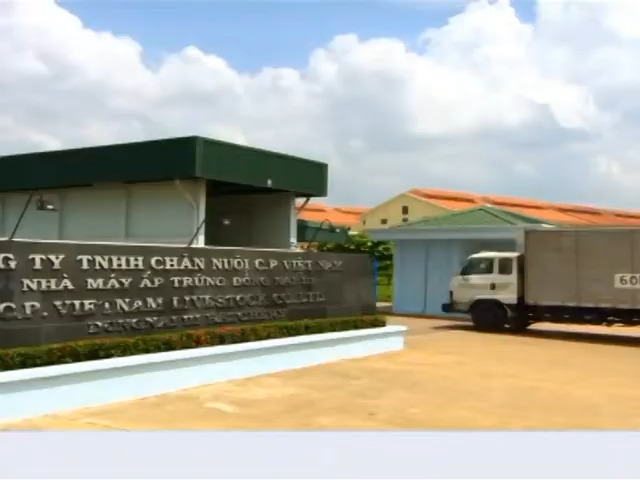 G TY TNHH CHĂN NUÔI C.P VIỆT NAM
NHÀ MÁY ẤP TRỨNG ĐỒNG NAI
C.P. VIETNAM LIVESTOCK CO.LTD
60